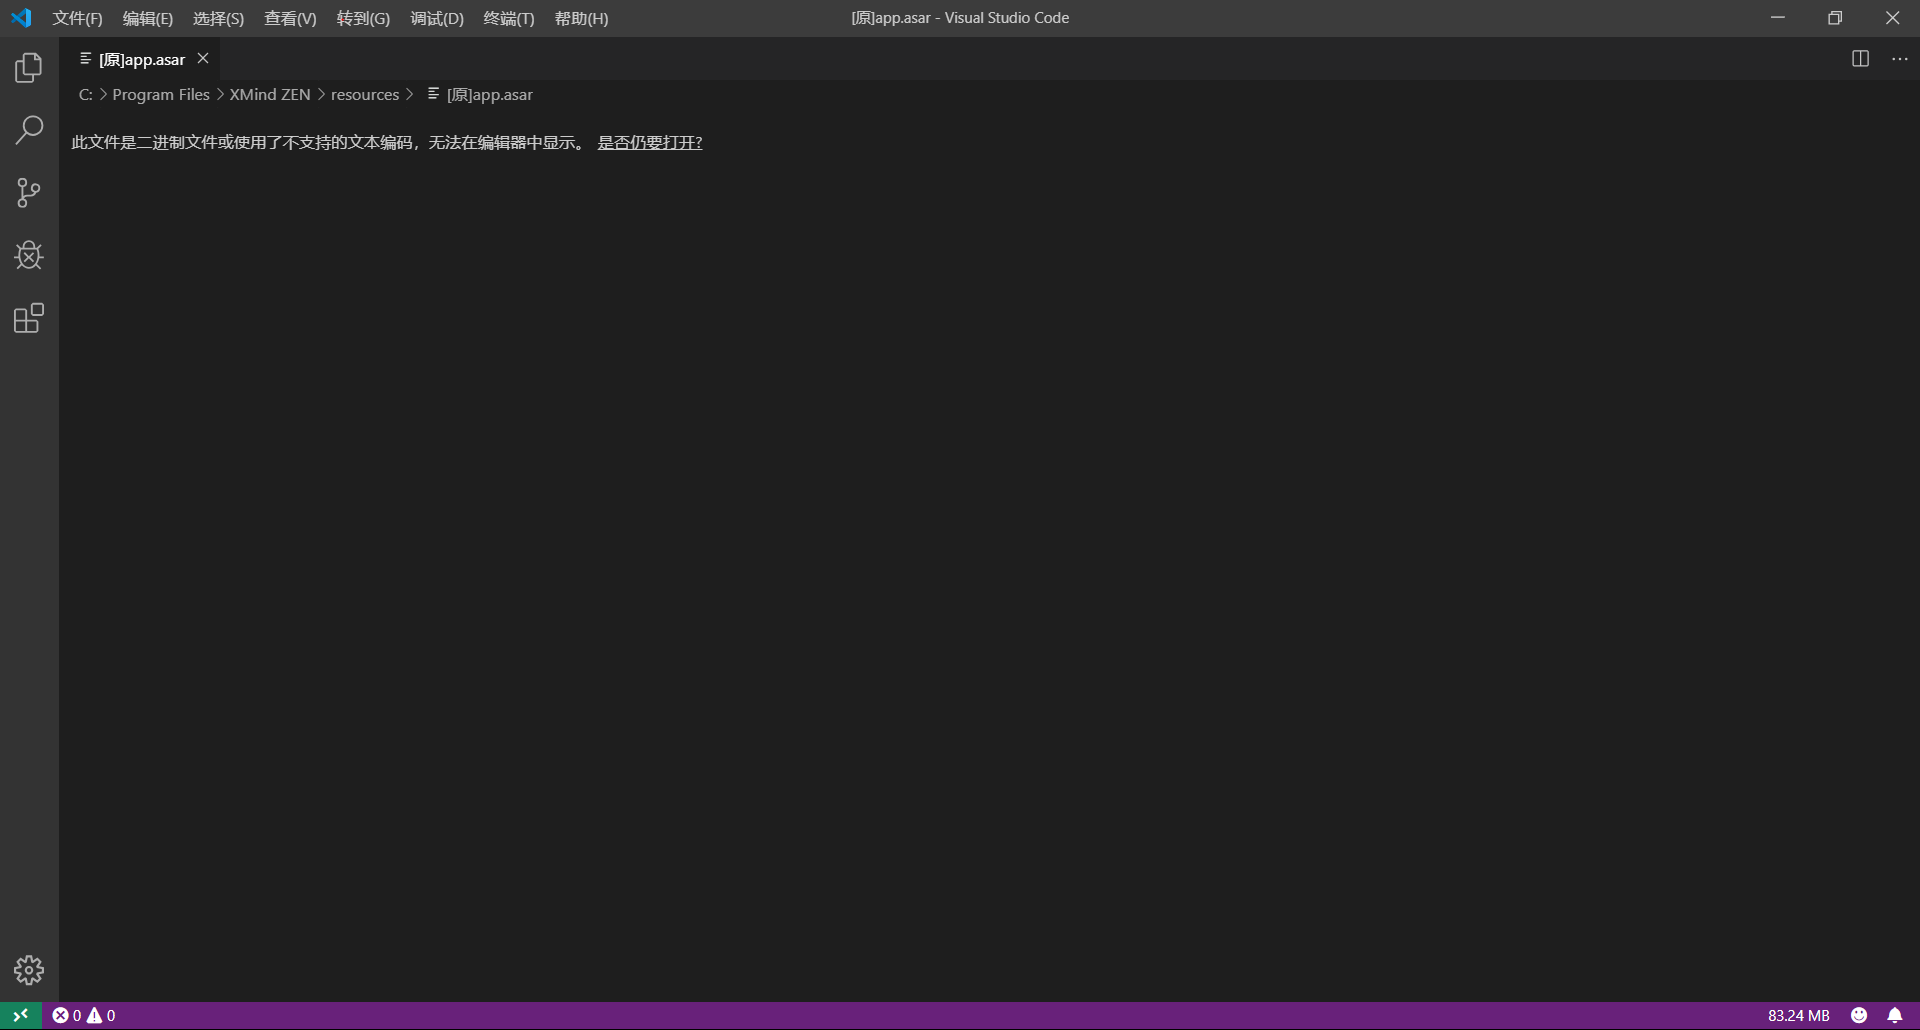 文件(F) 编辑(E) 选择(S) 查看(V) 转到(G) 调试(D) 终端(T) 帮助(H) [原]app.asar - Visual Studio Code
[原]app.asar
C: > Program Files > XMind ZEN > resources > [原]app.asar
此文件是二进制文件或使用了不支持的文本编码，无法在编辑器中显示。 是否仍要打开?
0 0 83.24 MB